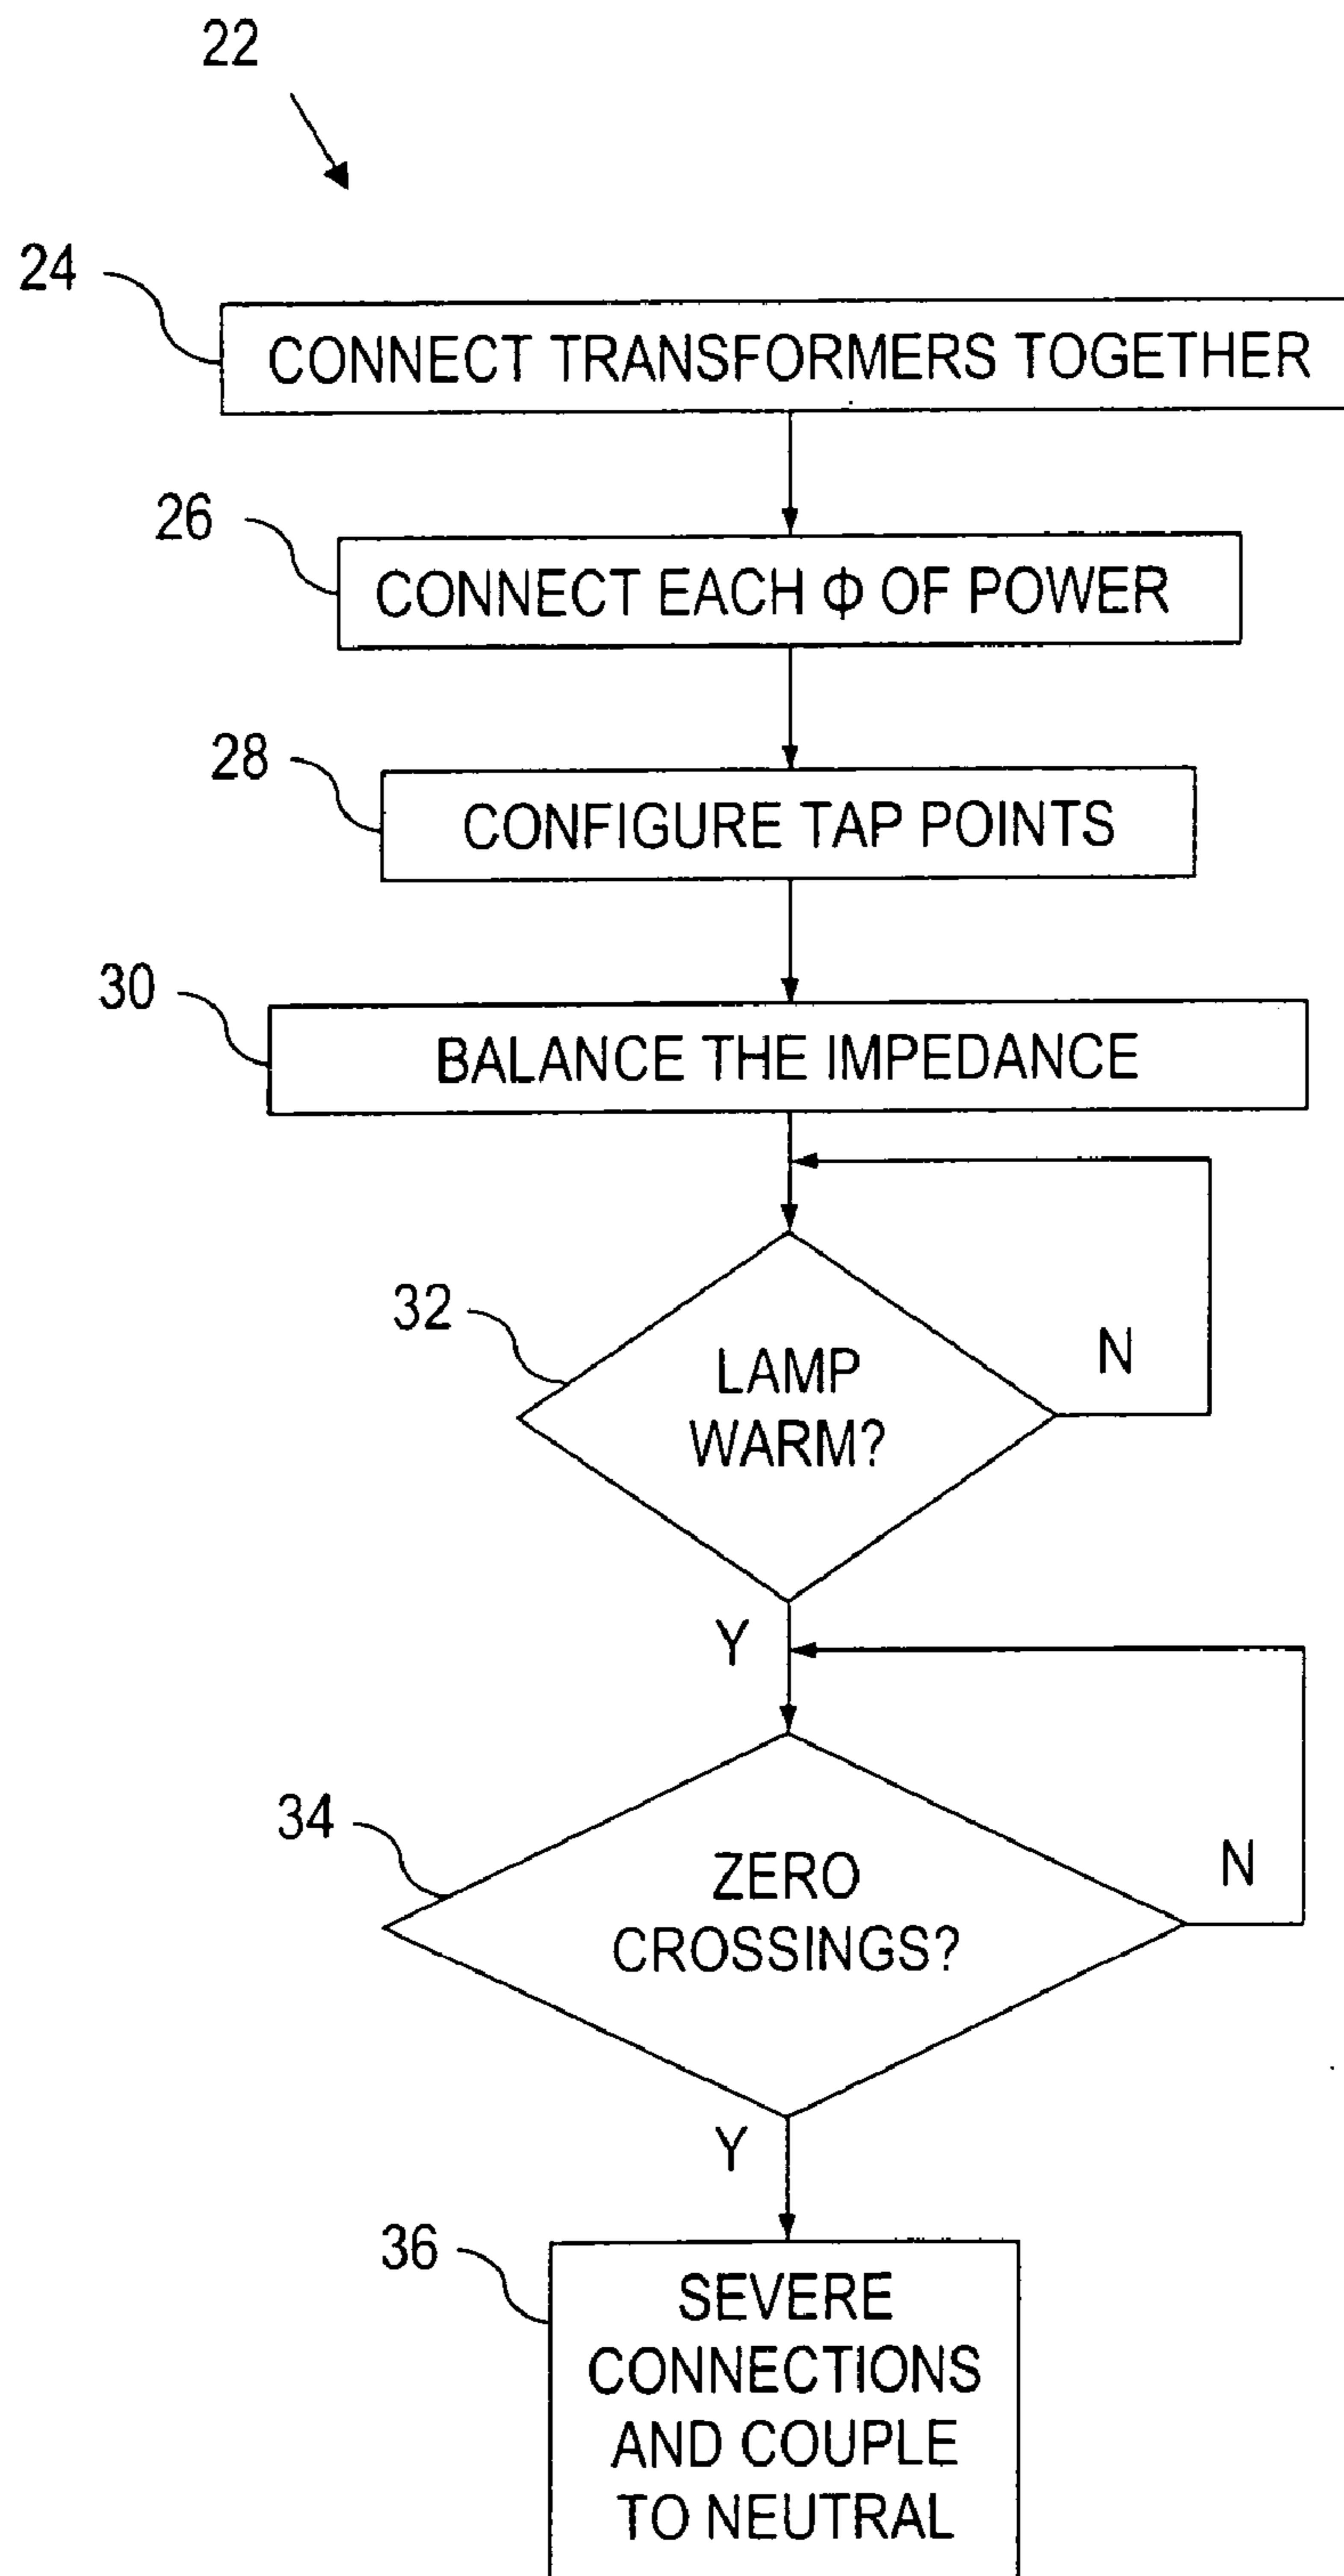 22
24
CONNECT TRANSFORMERS TOGETHER
26
CONNECT EACH Φ OF POWER
28
CONFIGURE TAP POINTS
30
BALANCE THE IMPEDANCE
32
LAMP
WARM?
N
Y
34
ZERO
CROSSINGS?
N
Y
36
SEVERE
CONNECTIONS
AND COUPLE
TO NEUTRAL